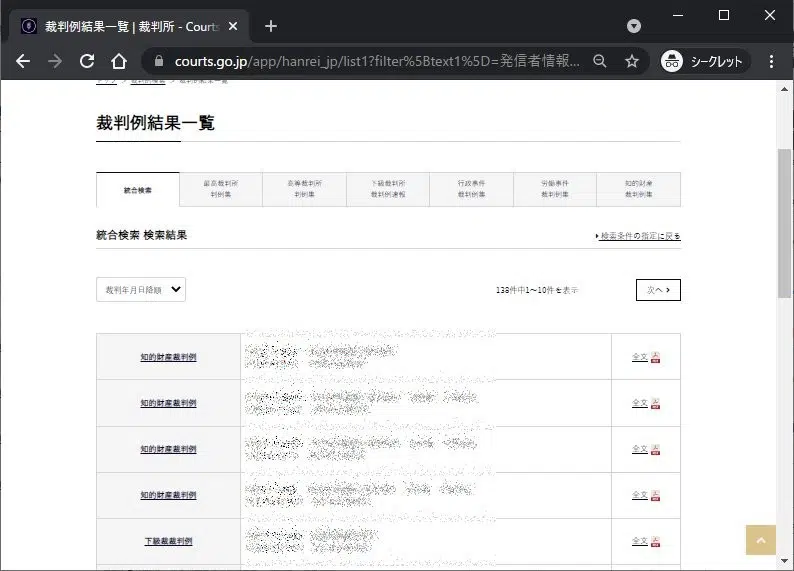 裁判例結果一覧 | 裁判所 - Courts
courts.go.jp/app/hanrei_jp/list1?filter%5Btext1%5D=発信者情報...
シークレット
裁判例結果一覧
統合検索
最高裁判所
判例集
高等裁判所
判例集
下級裁判所
裁判例速報
行政事件
裁判例集
労働事件
裁判例集
知的財産
裁判例集
統合検索 検索結果
検索条件の指定に戻る
裁判年月日降順
138件中1～10件を表示
次へ
知的財産裁判例
全文
知的財産裁判例
全文
知的財産裁判例
全文
知的財産裁判例
全文
下級裁裁判例
全文